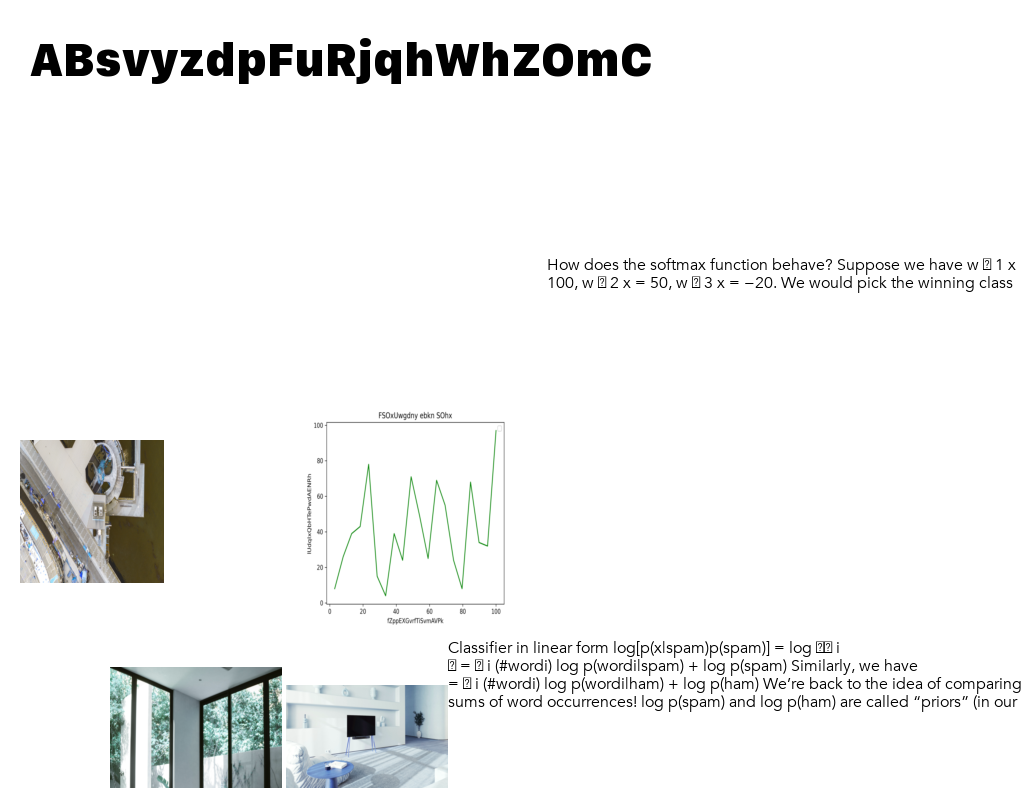 ABsvyzdpFuRjqhWhZOmC
How does the softmax function behave? Suppose we have w 1 x
100, w 2 x = 50, w 3 x = −20. We would pick the winning class
FSOxUwgdny ebkn SOhx
100
80
60
40
20
0
0 20 40 60 80 100
fZppEXGvrfTiSvmAVPk
Classifier in linear form log[p(x|spam)p(spam)] = log i
= i (#wordi) log p(wordi|spam) + log p(spam) Similarly, we have
= i (#wordi) log p(wordi|ham) + log p(ham) We’re back to the idea of comparing
sums of word occurrences! log p(spam) and log p(ham) are called “priors” (in our